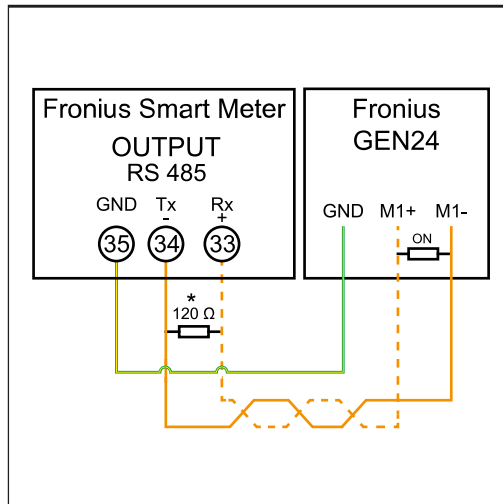 Fronius Smart Meter
OUTPUT
RS 485
GND Tx Rx
- +
35 34 33
*
120 Ω
Fronius
GEN24
GND M1+ M1-
ON